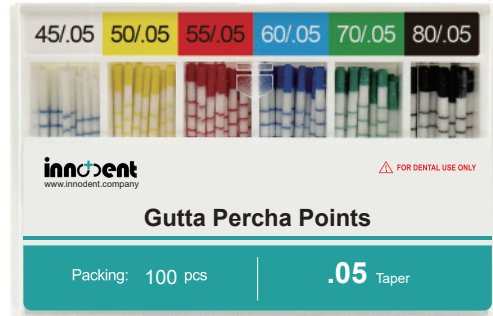 45/.05 50/.05 55/.05 60/.05 70/.05 80/.05
innodent
www.innodent.company
FOR DENTAL USE ONLY
Gutta Percha Points
Packing: 100 pcs
.05 Taper